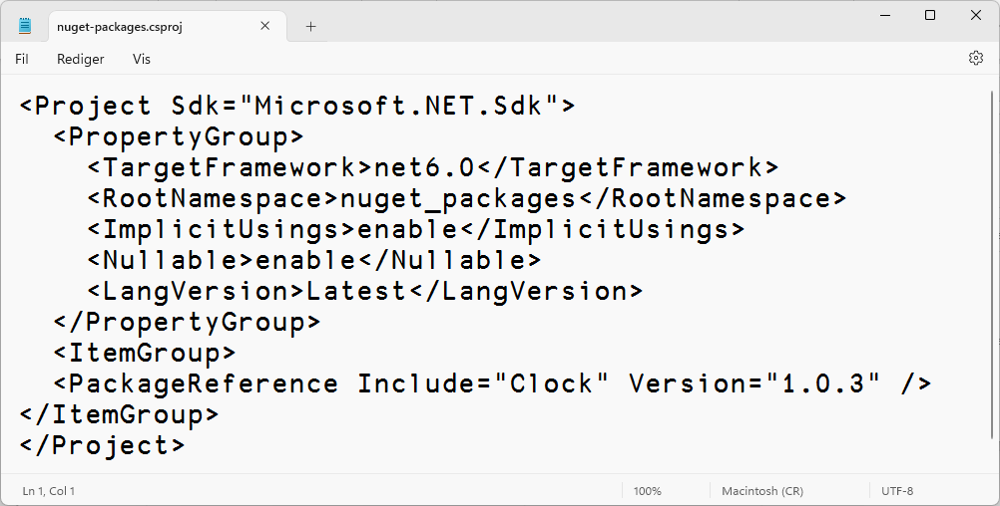 nuget-packages.csproj
Fil Rediger Vis
<Project Sdk="Microsoft.NET.Sdk">
  <PropertyGroup>
    <TargetFramework>net6.0</TargetFramework>
    <RootNamespace>nuget_packages</RootNamespace>
    <ImplicitUsings>enable</ImplicitUsings>
    <Nullable>enable</Nullable>
    <LangVersion>Latest</LangVersion>
  </PropertyGroup>
  <ItemGroup>
  <PackageReference Include="Clock" Version="1.0.3" />
</ItemGroup>
</Project>
Ln 1, Col 1 100% Macintosh (CR) UTF-8